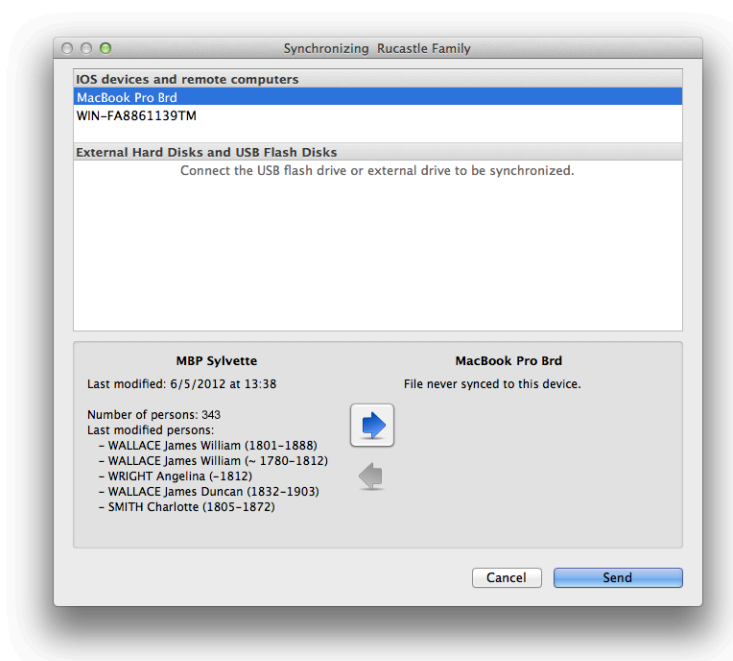 Synchronizing Rucastle Family
IOS devices and remote computers
MacBook Pro Brd
WIN-FA8861139TM
External Hard Disks and USB Flash Disks
Connect the USB flash drive or external drive to be synchronized.
MBP Sylvette
Last modified: 6/5/2012 at 13:38
Number of persons: 343
Last modified persons:
– WALLACE James William (1801–1888)
– WALLACE James William (~ 1780–1812)
– WRIGHT Angelina (–1812)
– WALLACE James Duncan (1832–1903)
– SMITH Charlotte (1805–1872)
MacBook Pro Brd
File never synced to this device.
Cancel
Send